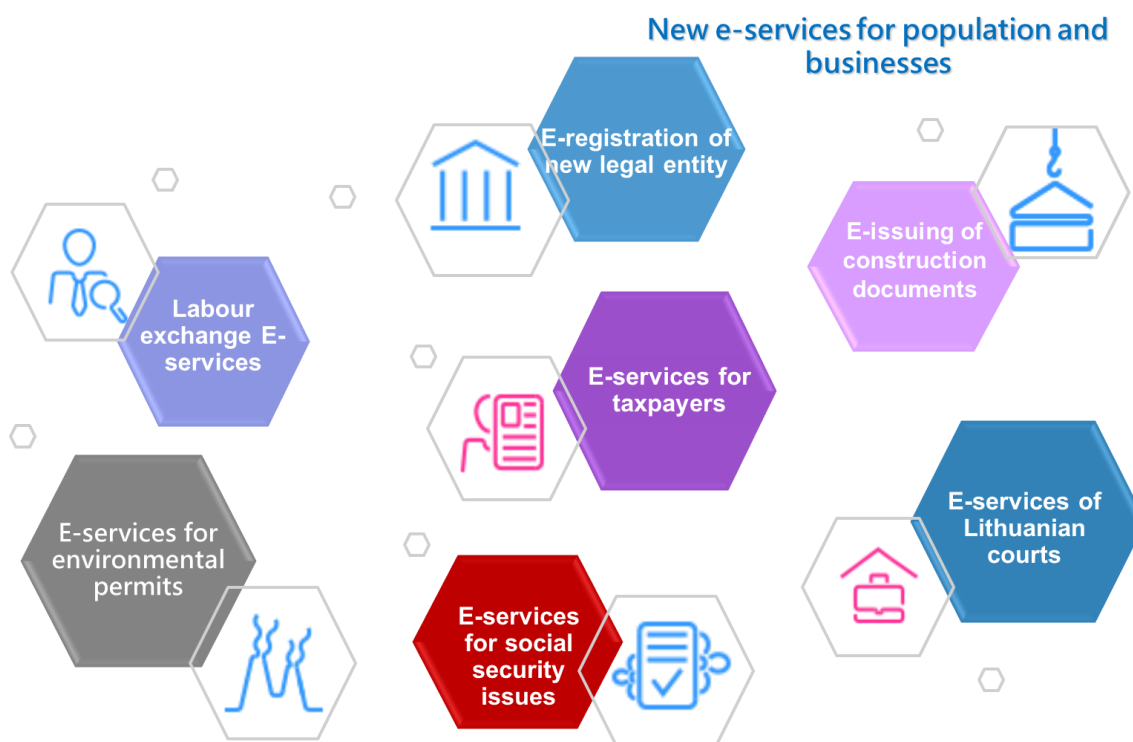 New e-services for population and
businesses
E-registration of
new legal entity
E-issuing of
construction
documents
Labour
exchange E-
services
E-services for
taxpayers
E-services for
environmental
permits
E-services of
Lithuanian
courts
E-services
for social
security
issues